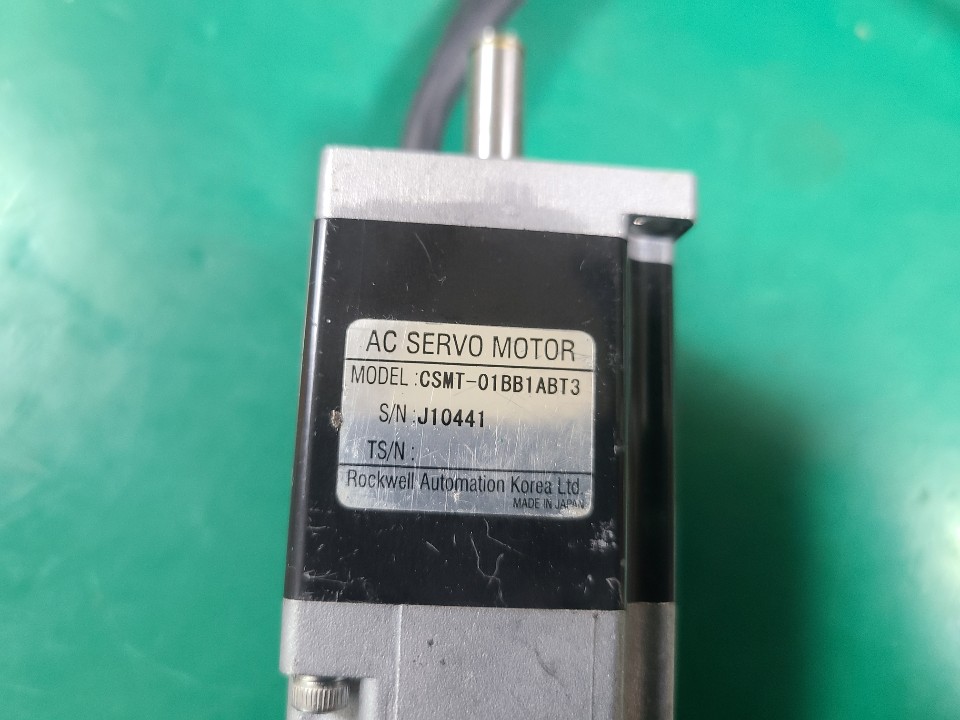 AC SERVO MOTOR
MODEL :CSMT-01BB1ABT3
S/N :J10441
TS/N :
Rockwell Automation Korea Ltd.
MADE IN JAPAN